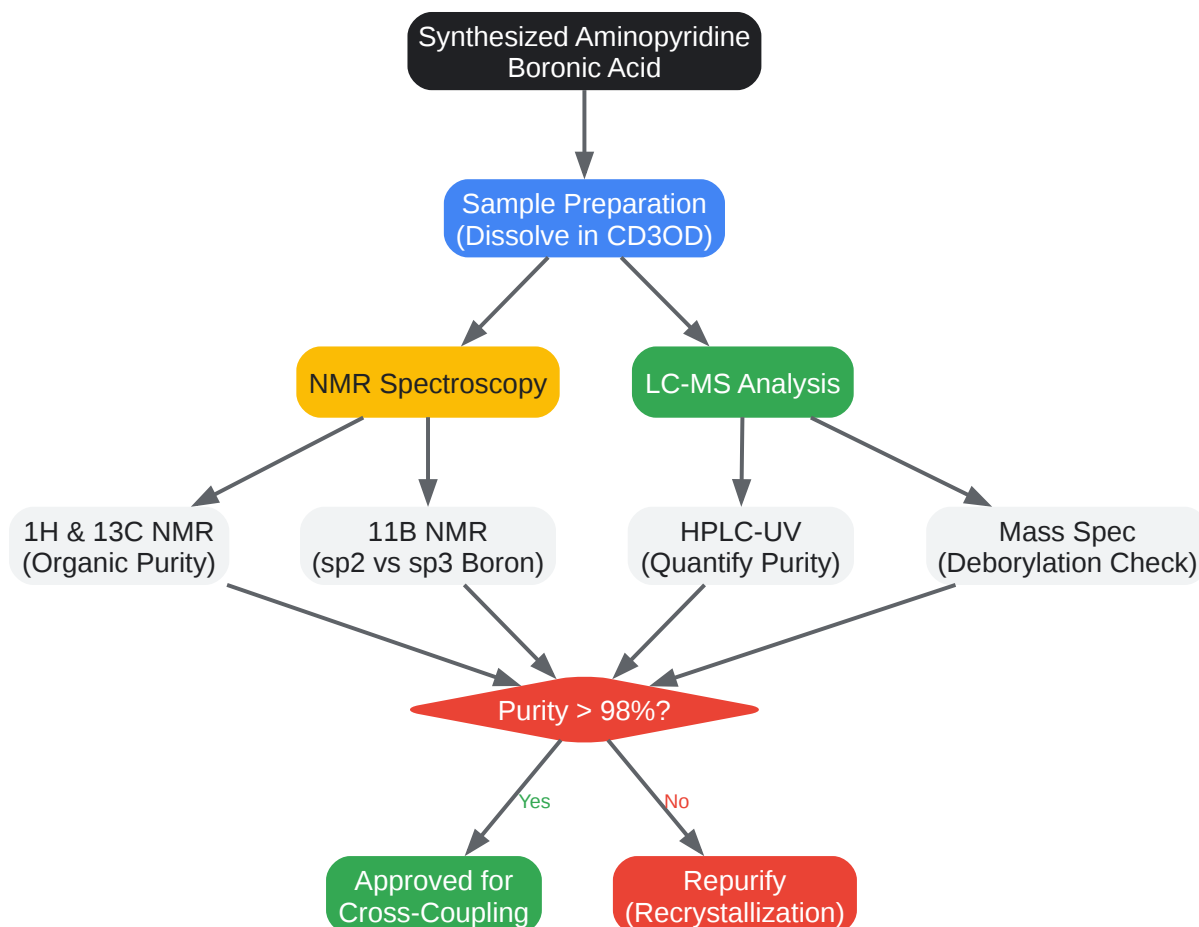 Synthesized Aminopyridine
Boronic Acid
Sample Preparation
(Dissolve in CD3OD)
NMR Spectroscopy
LC-MS Analysis
1H & 13C NMR
(Organic Purity)
11B NMR
(sp2 vs sp3 Boron)
HPLC-UV
(Quantify Purity)
Mass Spec
(Deborylation Check)
Purity > 98%?
Yes
No
Approved for
Cross-Coupling
Repurify
(Recrystallization)